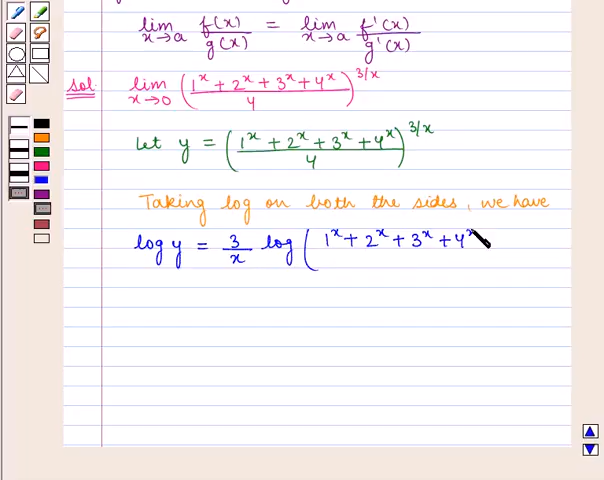 lim x→a f(x)/g(x) = lim x→a f'(x)/g'(x)
Sol lim x→0 ((1^x + 2^x + 3^x + 4^x)/4)^3/x
Let y = ((1^x + 2^x + 3^x + 4^x)/4)^3/x
Taking log on both the sides, we have
log y = 3/x log ( 1^x + 2^x + 3^x + 4^x